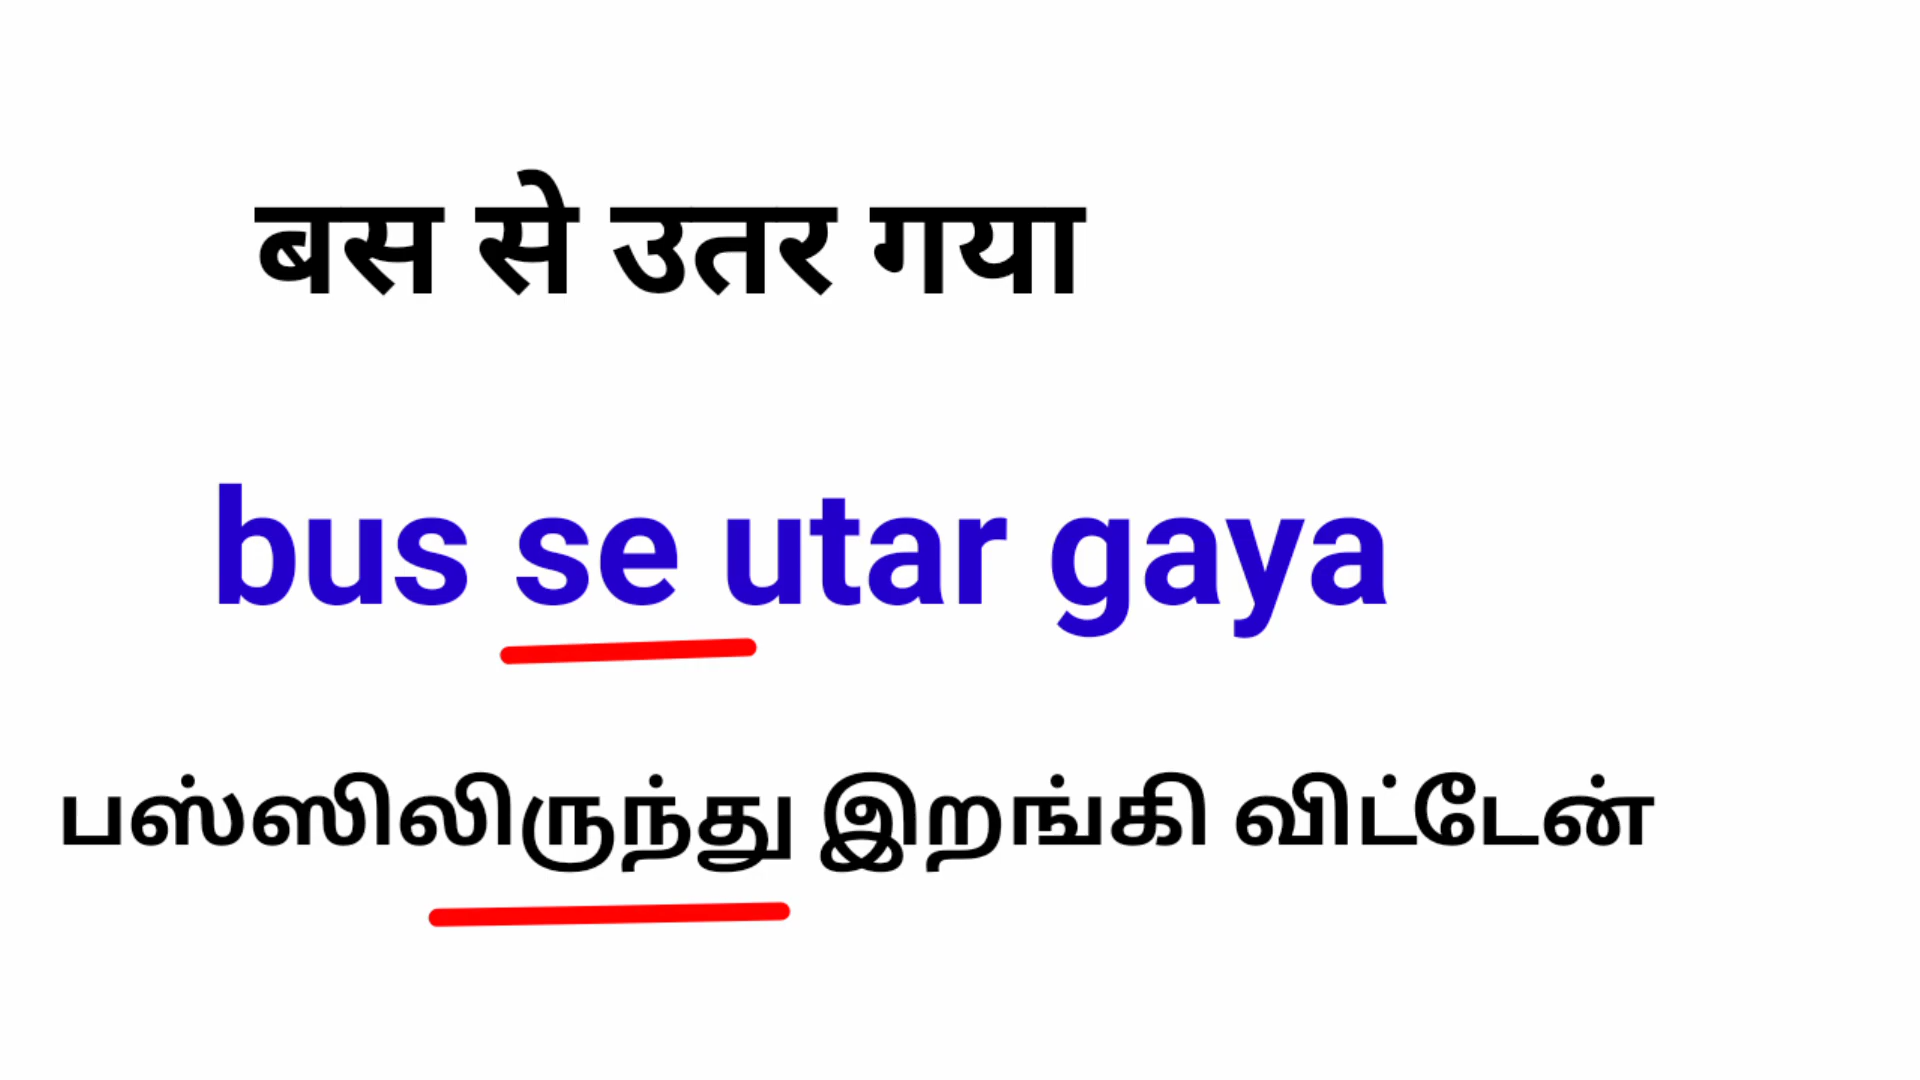 बस से उतर गया
bus se utar gaya
பஸ்ஸிலிருந்து இறங்கி விட்டேன்